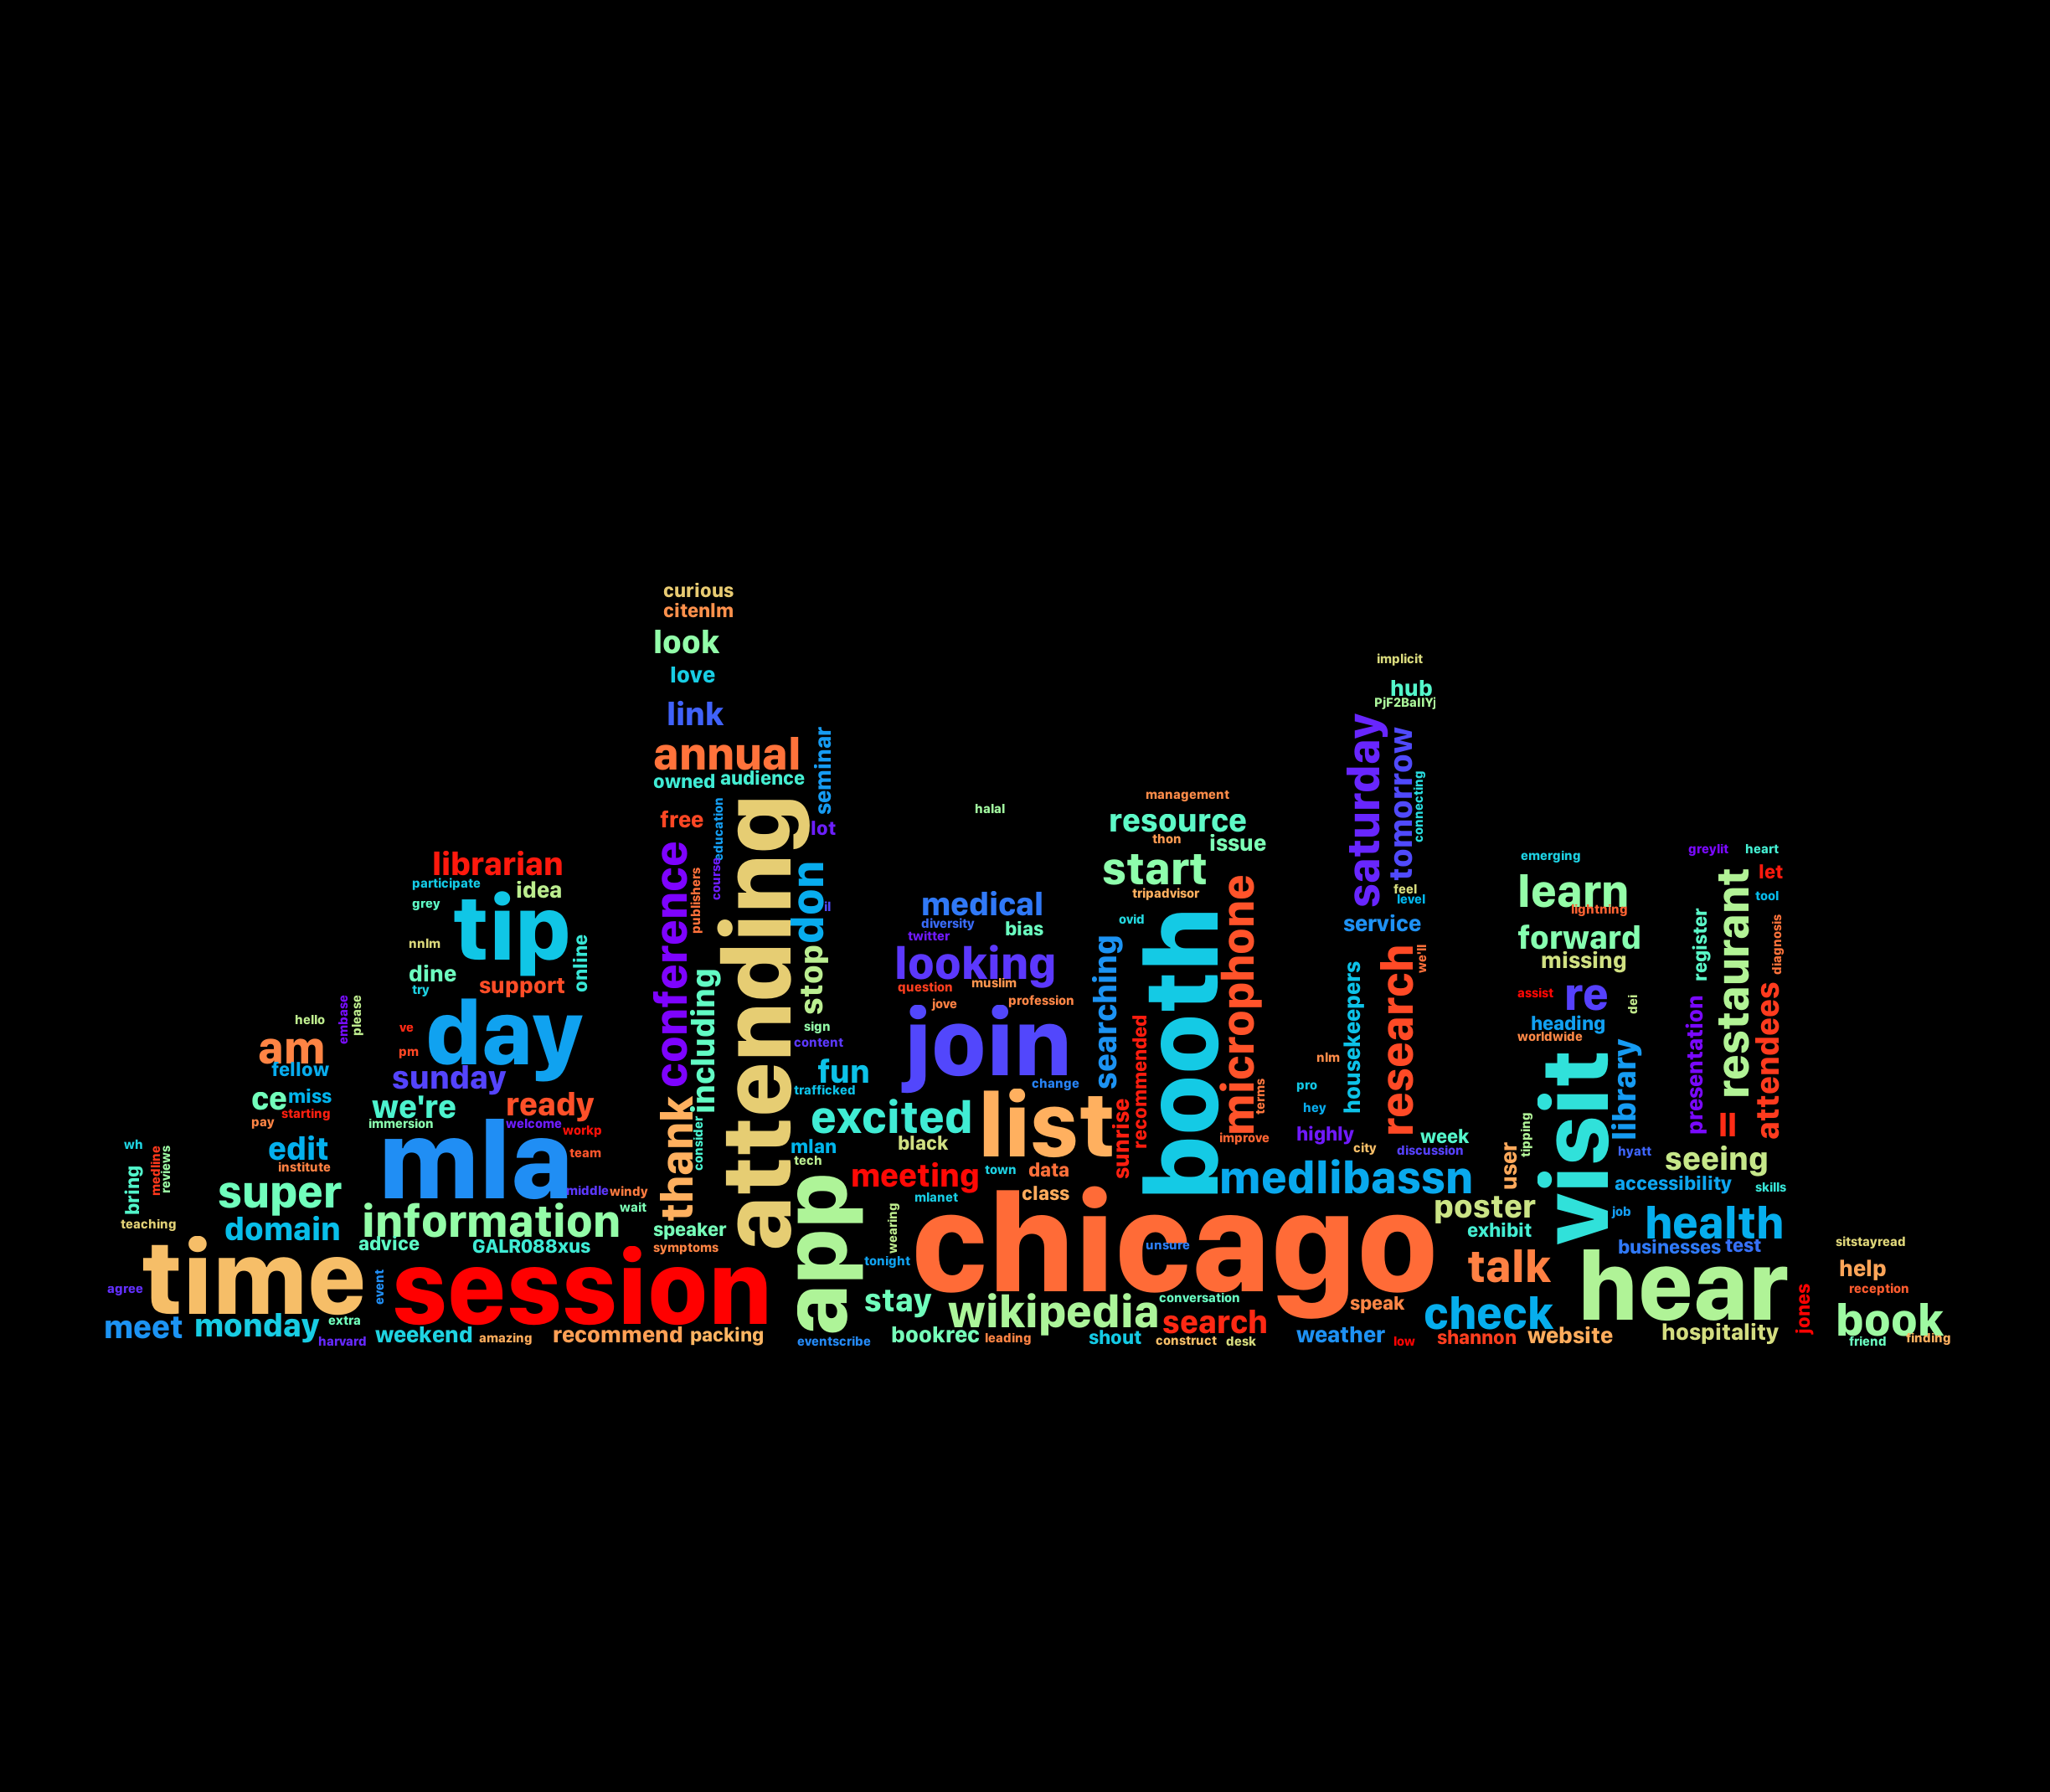 curious
citenlm
look
love
link
annual
owned
audience
seminar
free
education
lot
conference
attending
course
publishers
don
il
including
stop
sign
content
thank
consider
fun
trafficked
excited
mlan
tech
speaker
symptoms
app
librarian
participate
idea
grey
tip
nnlm
online
dine
try
support
ve
day
pm
sunday
we're
ready
immersion
welcome
workp
mla
team
middle
windy
information
wait
advice
GALR088xus
hello
embase
please
am
fellow
ce
miss
starting
pay
edit
institute
wh
bring
medline
reviews
super
teaching
domain
time
agree
event
session
meet
monday
extra
harvard
weekend
amazing
recommend
packing
halal
medical
diversity
bias
twitter
looking
question
muslim
jove
profession
join
change
list
black
meeting
town
data
class
mlanet
wearing
tonight
chicago
unsure
stay
wikipedia
conversation
search
speak
eventscribe
bookrec
leading
shout
construct
desk
management
resource
thon
issue
start
tripadvisor
ovid
searching
booth
microphone
recommended
sunrise
terms
improve
medlibassn
implicit
hub
PjF2BaIIYj
saturday
tomorrow
connecting
feel
level
service
research
we'll
housekeepers
nlm
pro
hey
highly
city
week
discussion
poster
exhibit
talk
check
weather
low
shannon
website
emerging
learn
lightning
forward
missing
assist
re
dei
heading
worldwide
visit
library
tipping
user
hyatt
accessibility
job
greylit
heart
let
tool
register
restaurant
diagnosis
presentation
=
attendees
seeing
skills
health
businesses
test
hear
hospitality
jones
sitstayread
help
reception
book
friend
finding